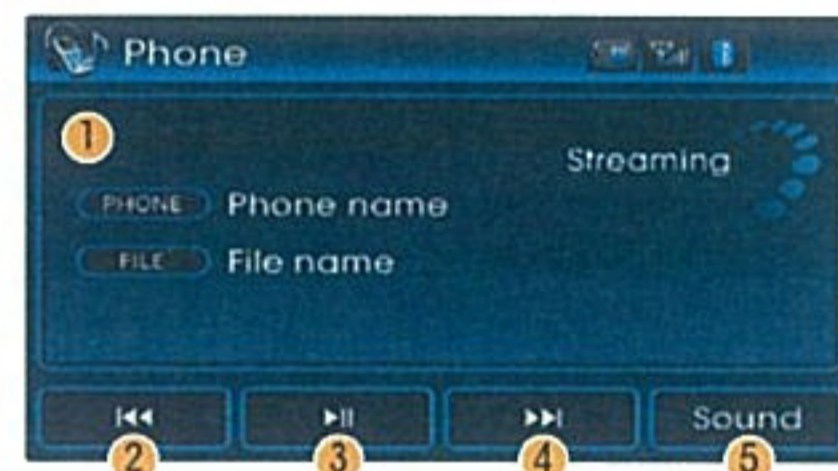 Phone
1
Streaming
PHONE Phone name
FILE File name
Sound
2 3 4 5